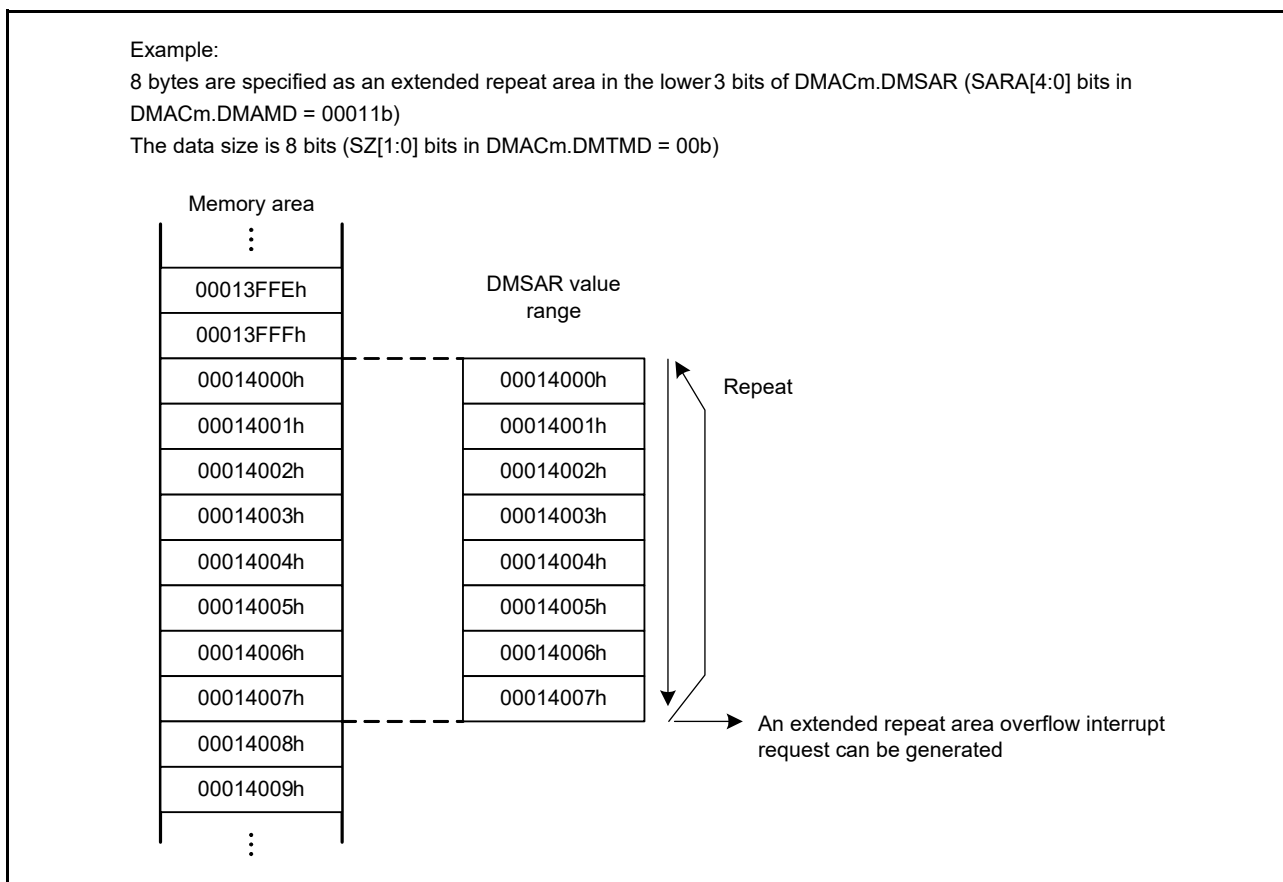 Example:
8 bytes are specified as an extended repeat area in the lower 3 bits of DMACm.DMSAR (SARA[4:0] bits in
DMACm.DMAMD = 00011b)
The data size is 8 bits (SZ[1:0] bits in DMACm.DMTMD = 00b)
Memory area
00013FFEh
00013FFFh
00014000h
00014001h
00014002h
00014003h
00014004h
00014005h
00014006h
00014007h
00014008h
00014009h
DMSAR value
range
00014000h
00014001h
00014002h
00014003h
00014004h
00014005h
00014006h
00014007h
Repeat
An extended repeat area overflow interrupt
request can be generated